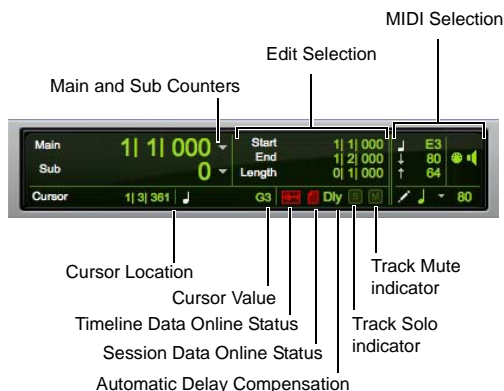 MIDI Selection
Edit Selection
Main and Sub Counters
Main 1| 1| 000 Start 1| 1| 000 E3
End 1| 2| 000 80
Sub 0 Length 0| 1| 000 64
Cursor 1| 3| 361 G3 Dly S M 80
Cursor Location
Track Mute
indicator
Cursor Value
Timeline Data Online Status
Track Solo
indicator
Session Data Online Status
Automatic Delay Compensation